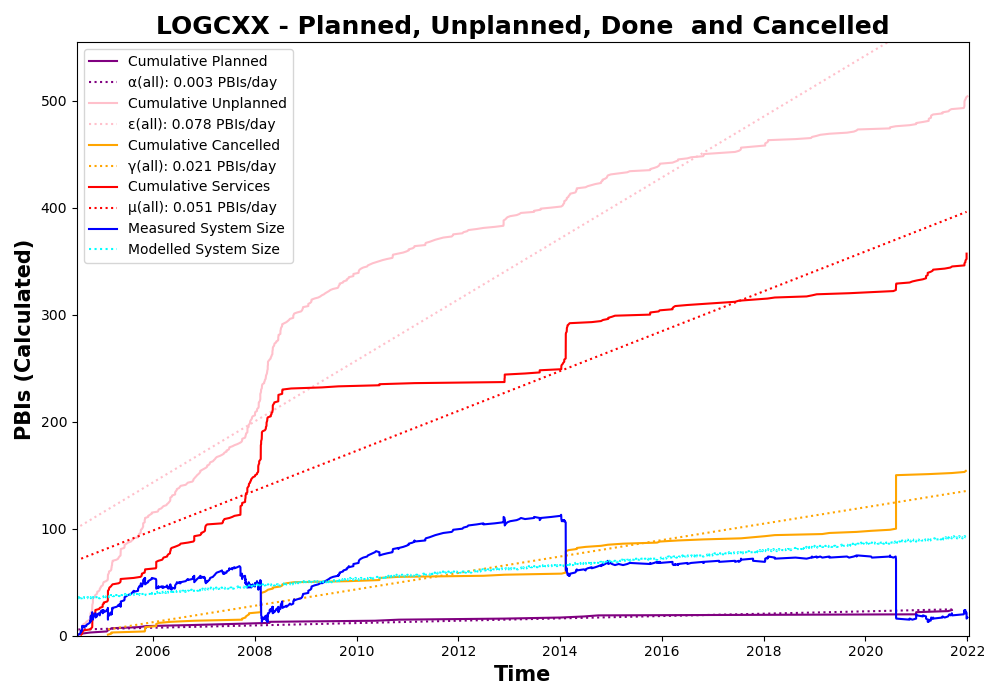 LOGCXX - Planned, Unplanned, Done  and Cancelled
PBIs (Calculated)
500
400
300
200
100
0
Cumulative Planned
α(all): 0.003 PBIs/day
Cumulative Unplanned
ε(all): 0.078 PBIs/day
Cumulative Cancelled
γ(all): 0.021 PBIs/day
Cumulative Services
μ(all): 0.051 PBIs/day
Measured System Size
Modelled System Size
2006 2008 2010 2012 2014 2016 2018 2020 2022
Time